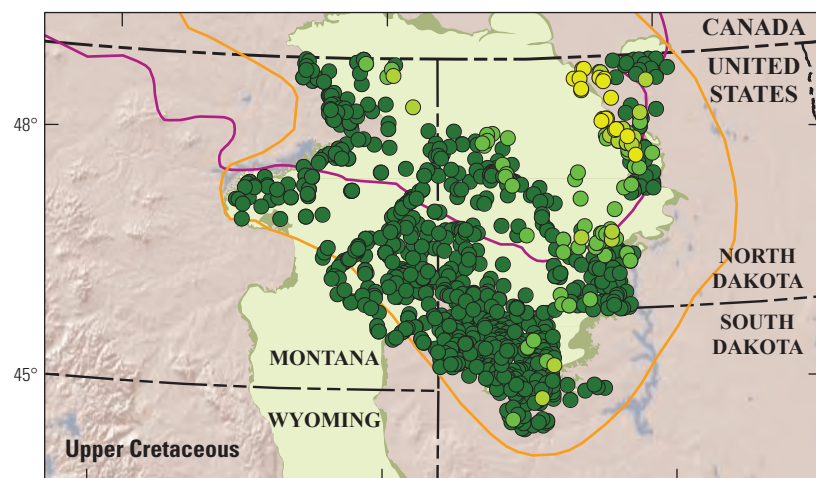 CANADA
UNITED
STATES
48°
NORTH
DAKOTA
SOUTH
DAKOTA
MONTANA
45°
WYOMING
Upper Cretaceous